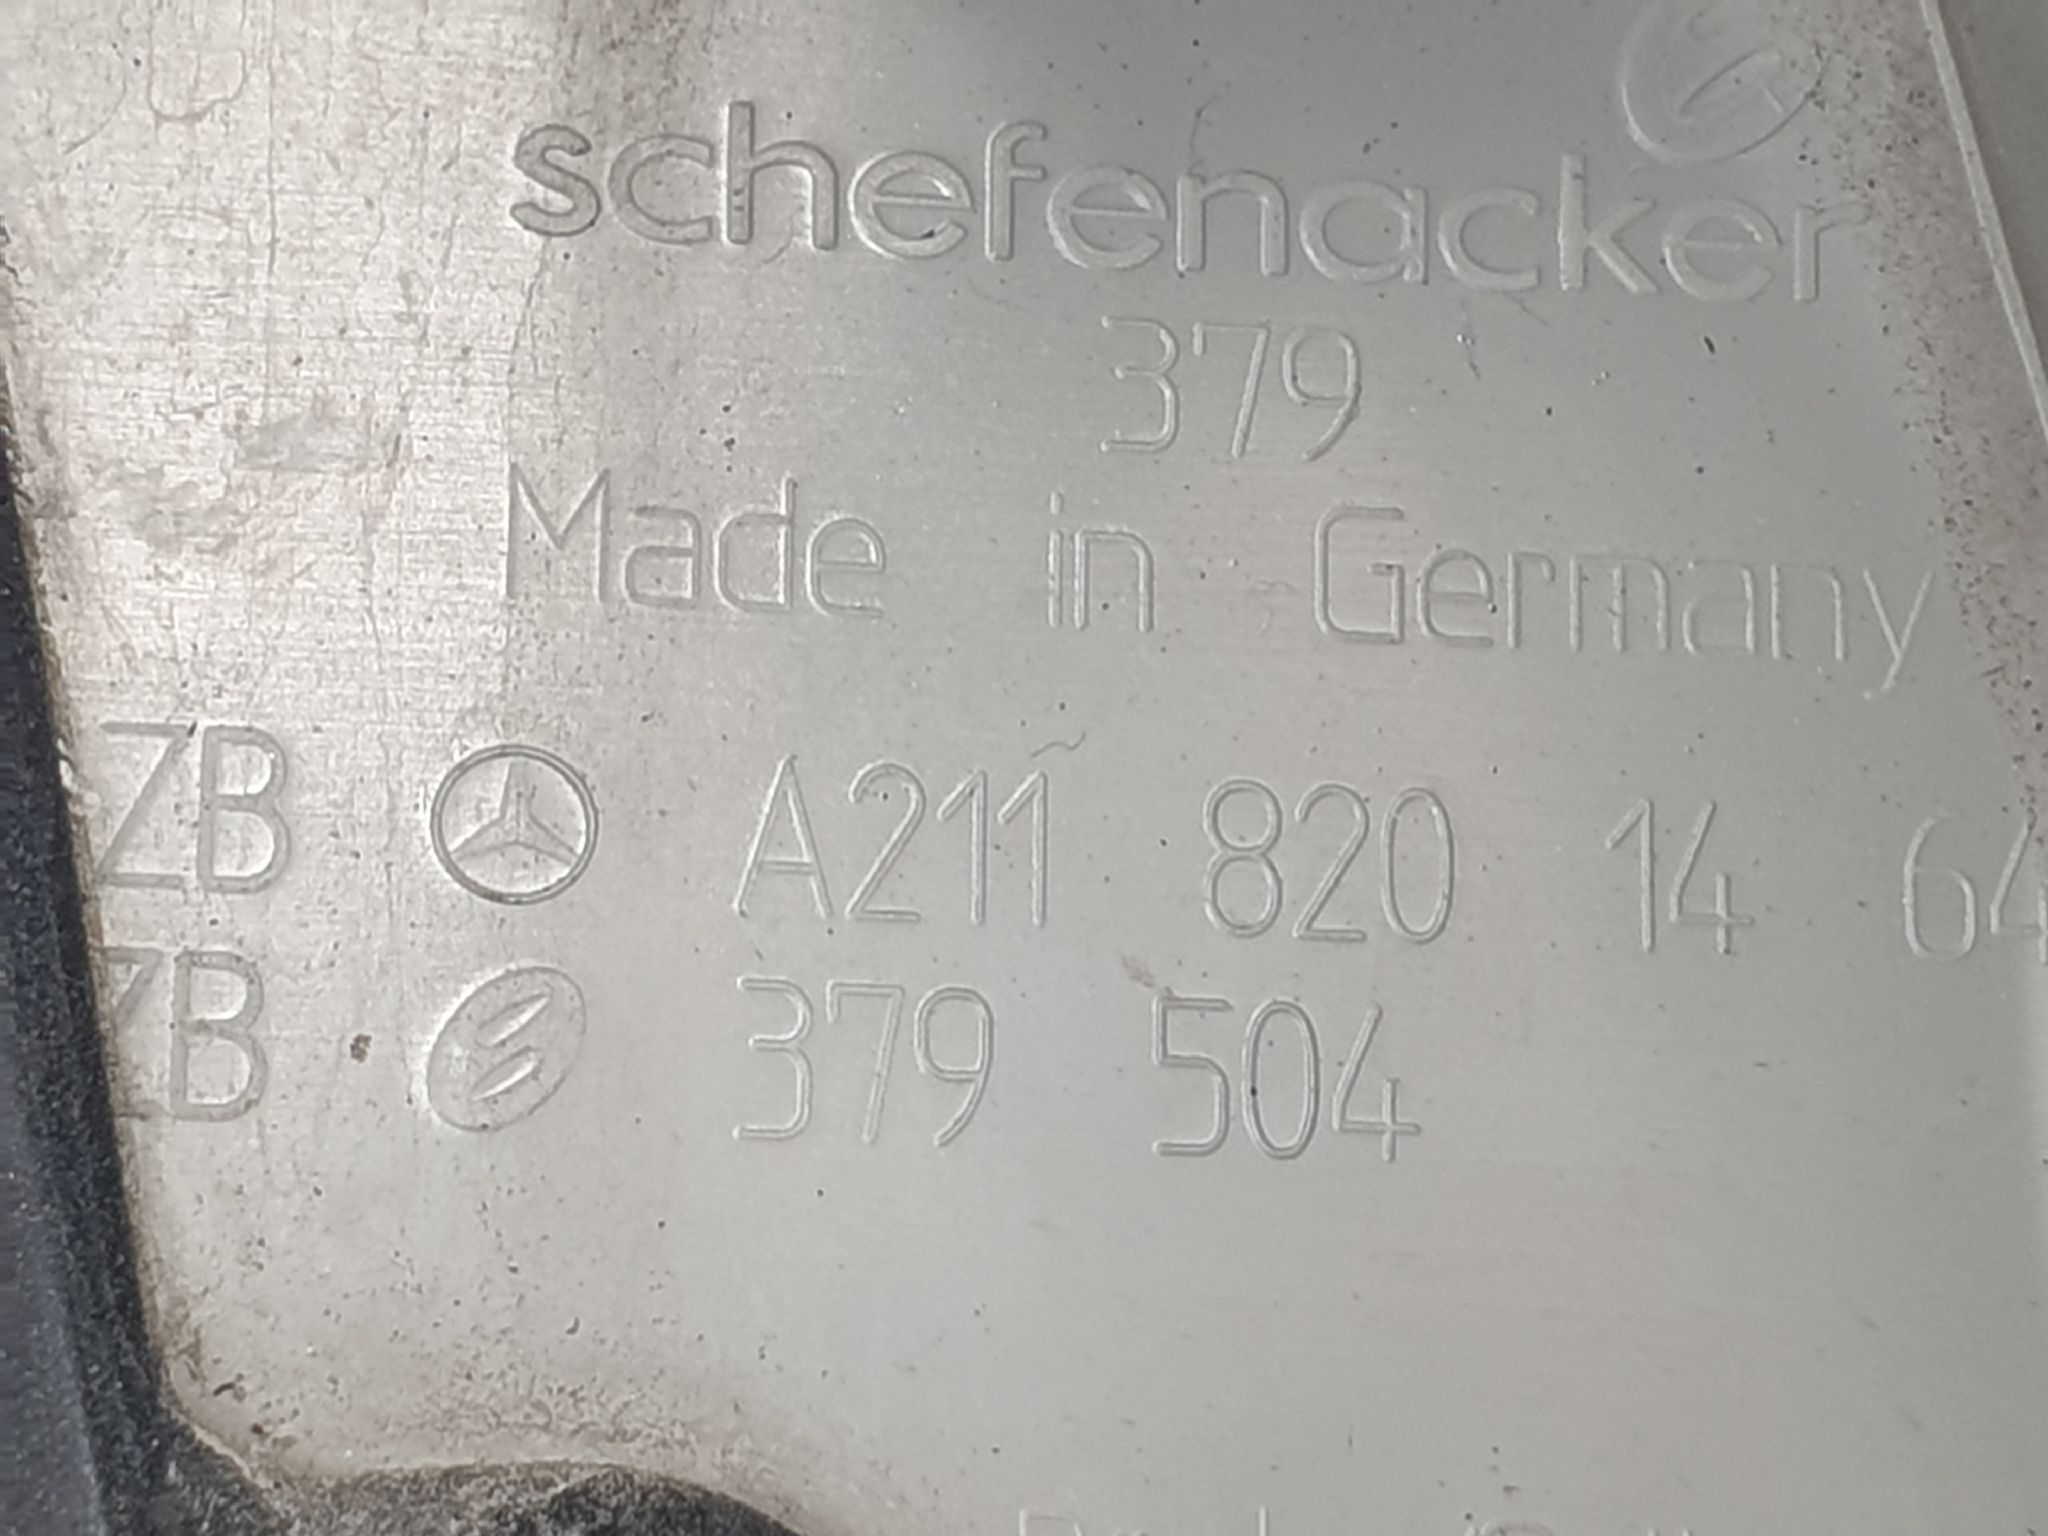 schefenacker
379
Made in Germany
ZB A211 820 14 64
ZB 379 504